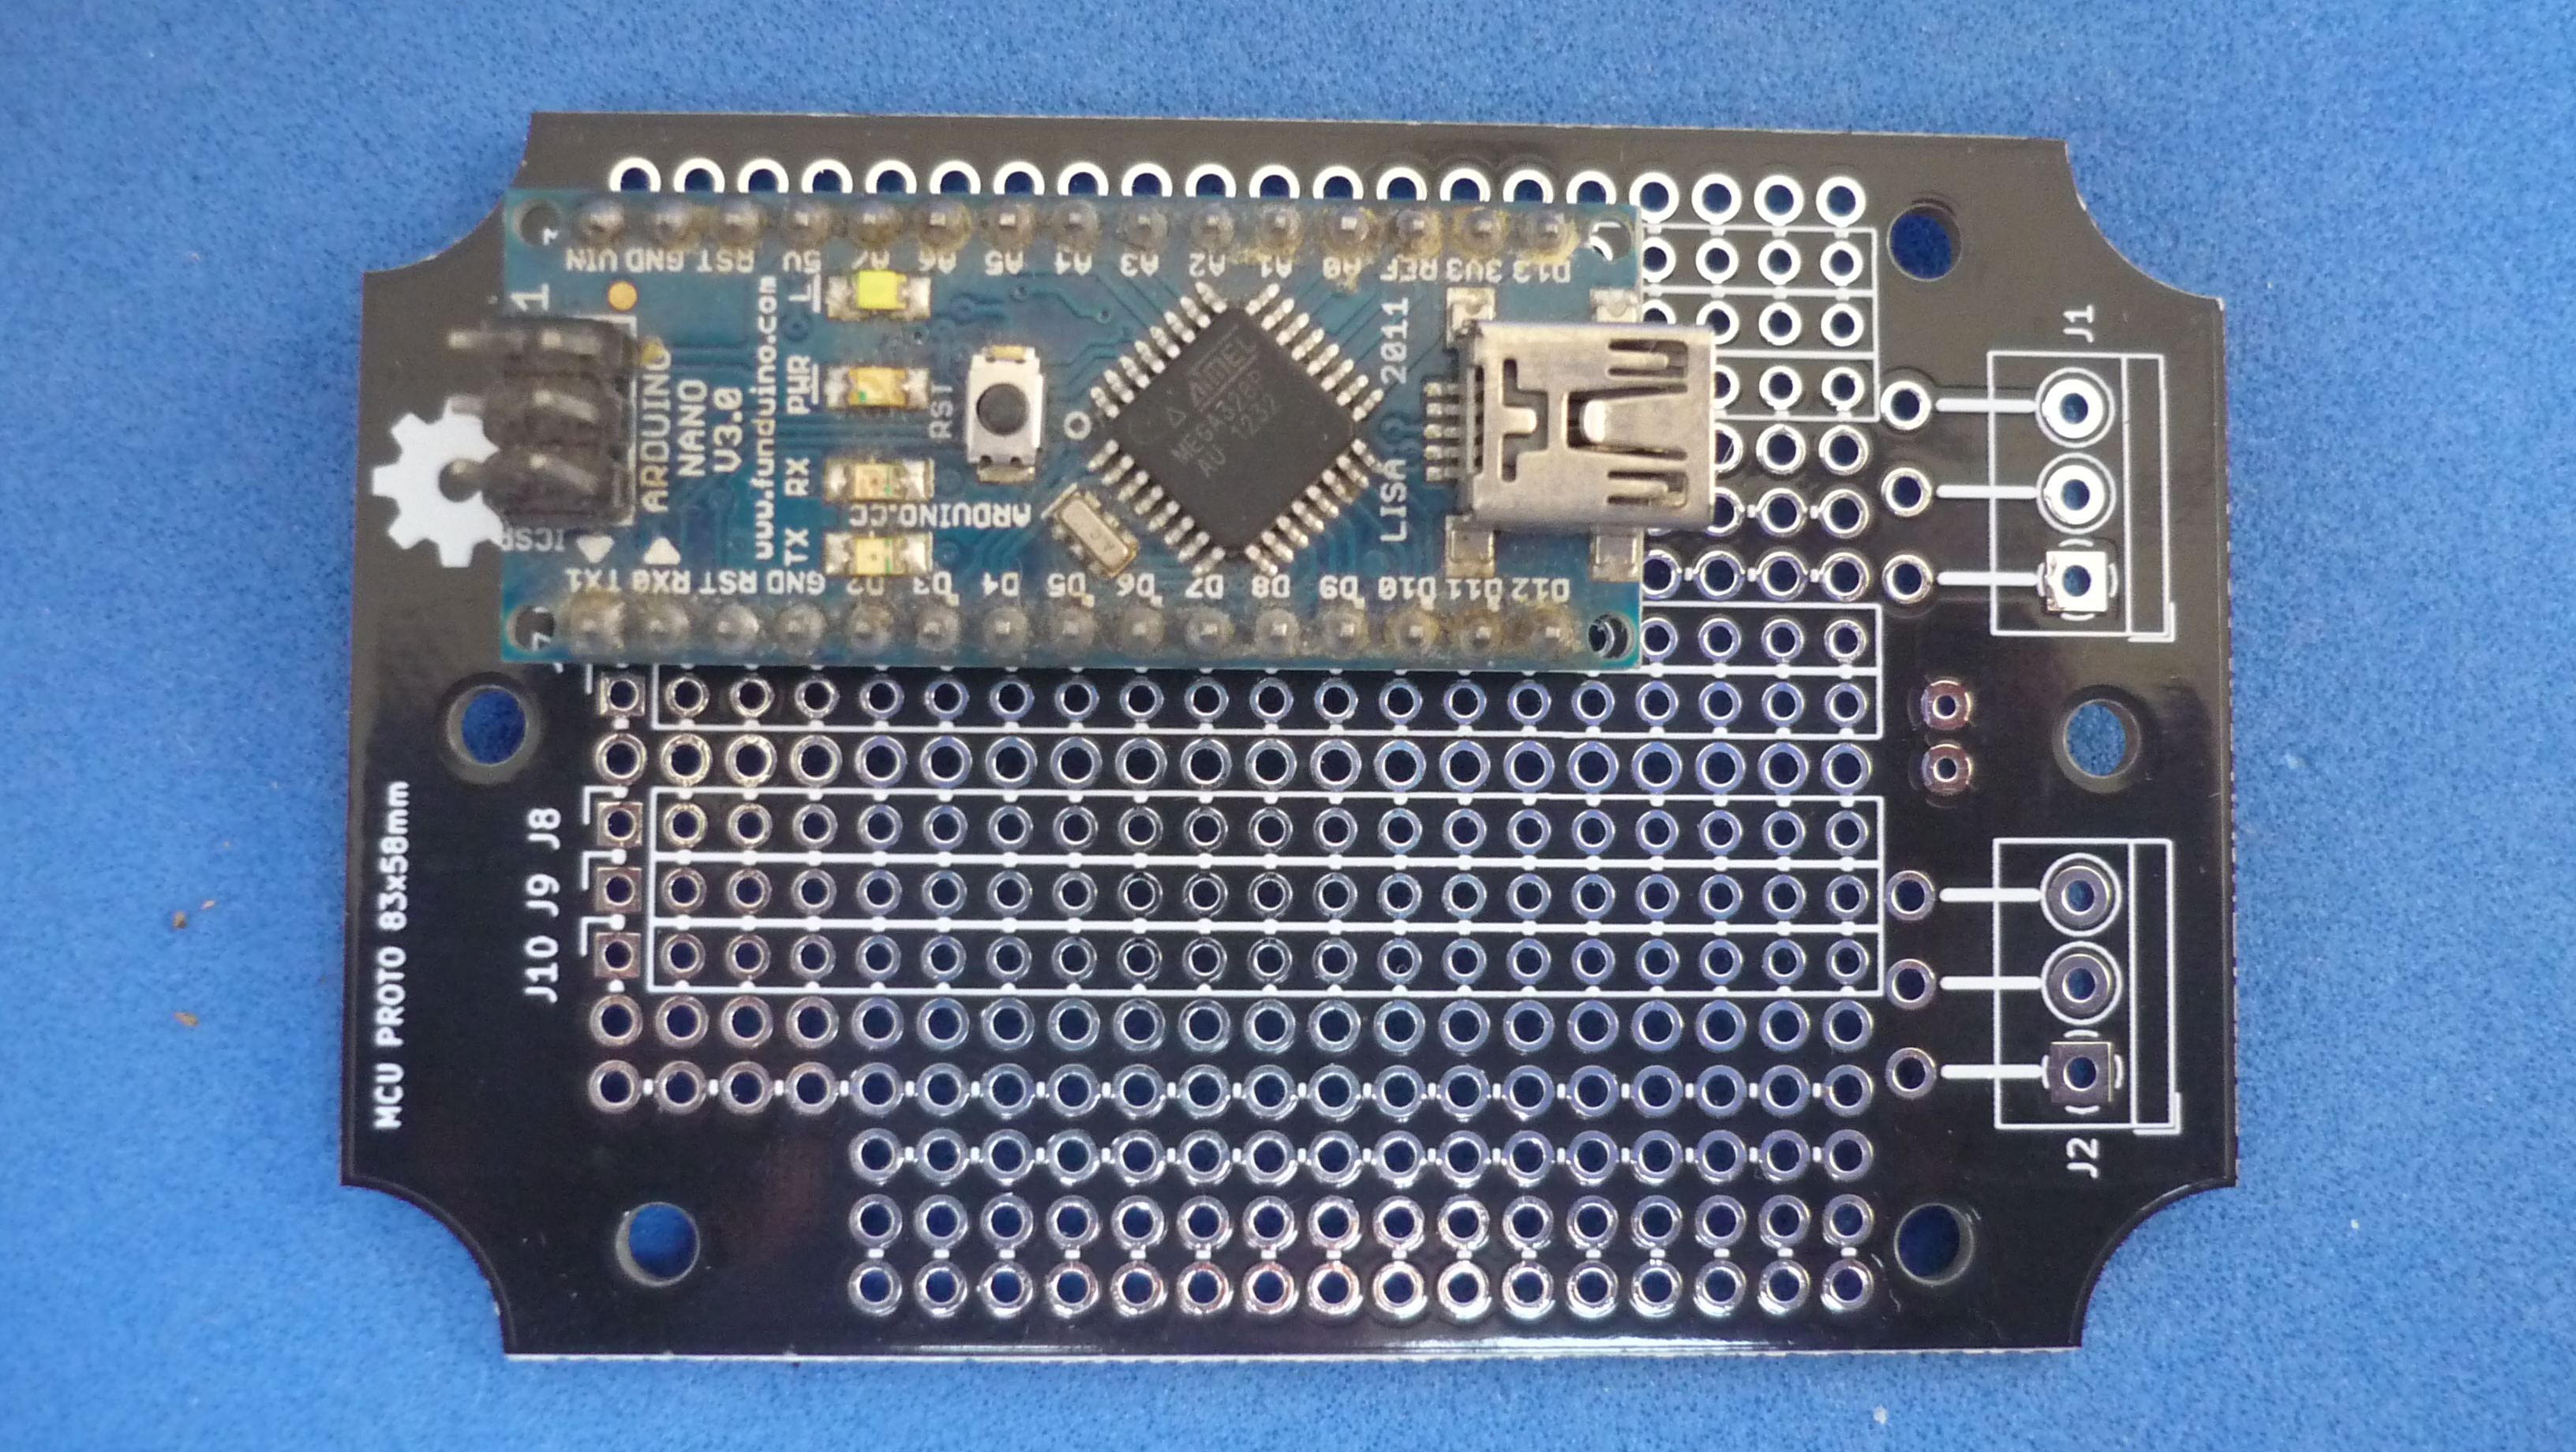 VIN GND RST 5V A7 A6 A5 A4 A3 A2 A1 A0 REF 3V3 D13
1
L
PWR
RX
TX
RST
ARDUINO
NANO
V3.0
www.funduino.com
ARDUINO.CC
ICSP
ATMEL
MEGA328P
AU 1232
LISA 2011
TX1 RX0 RST GND D2 D3 D4 D5 D6 D7 D8 D9 D10 D11 D12
J1
J8
J9
J10
MCU PROTO 83x58mm
J2